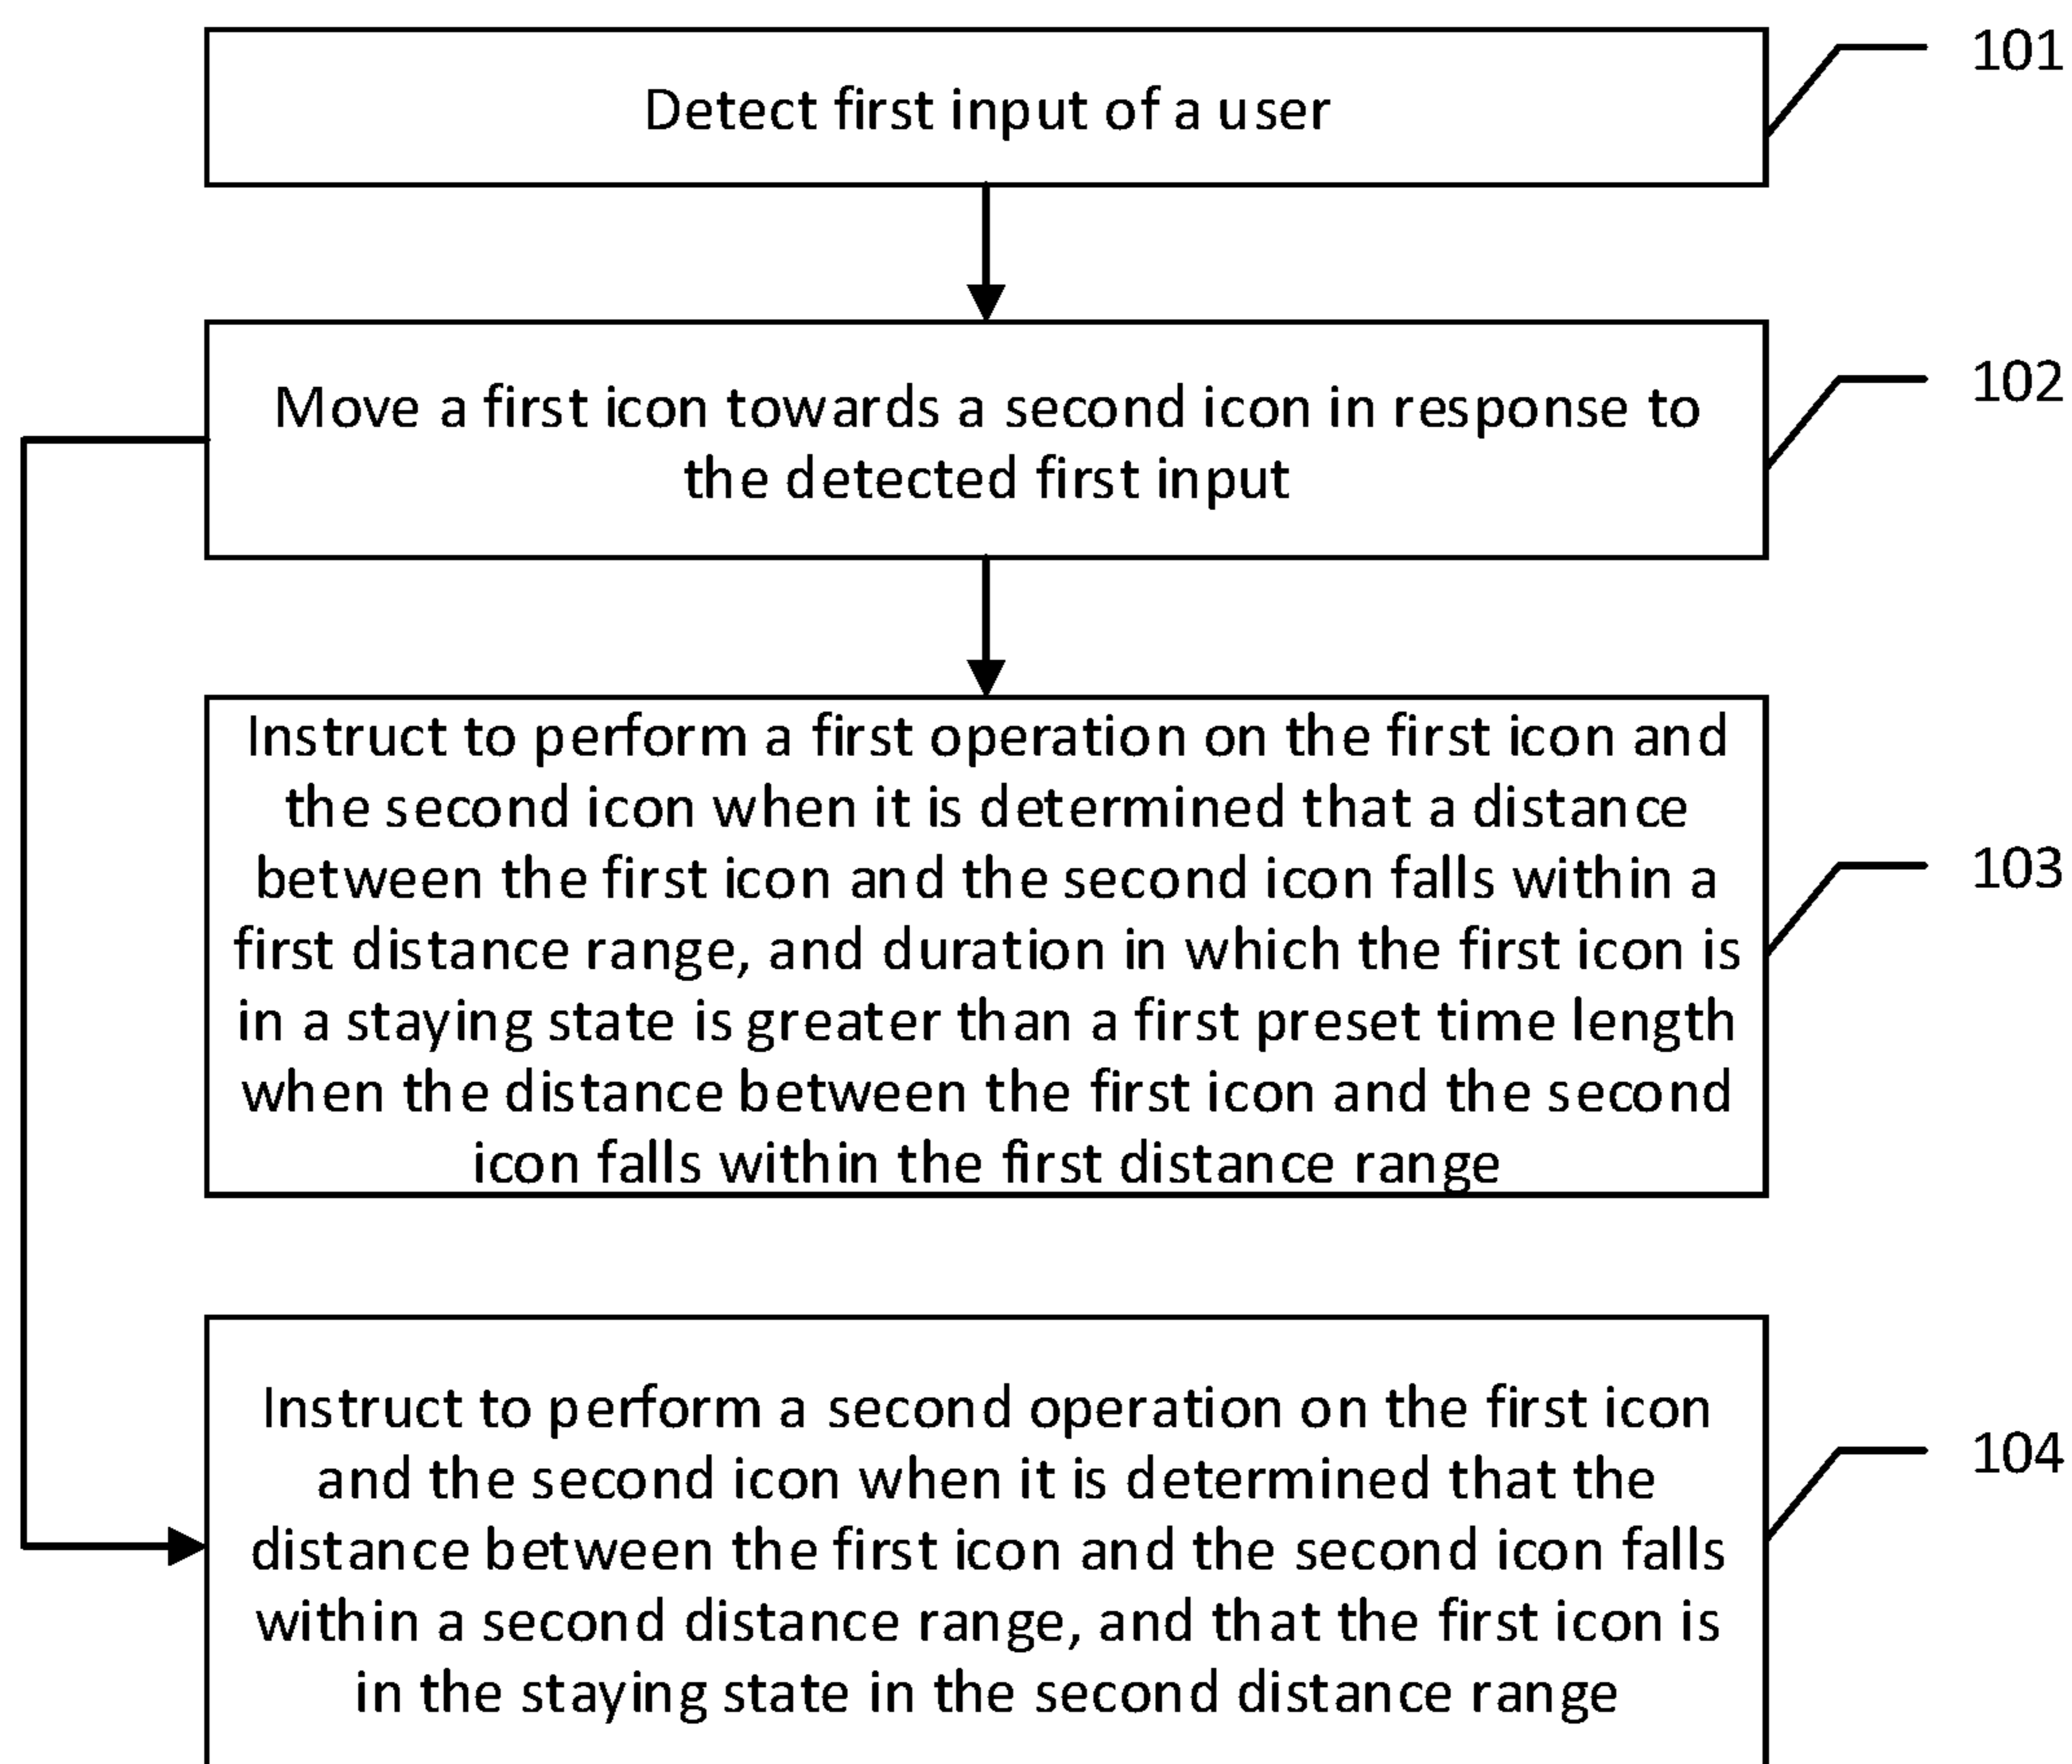 Detect first input of a user
101
Move a first icon towards a second icon in response to
the detected first input
102
Instruct to perform a first operation on the first icon and
the second icon when it is determined that a distance
between the first icon and the second icon falls within a
first distance range, and duration in which the first icon is
in a staying state is greater than a first preset time length
when the distance between the first icon and the second
icon falls within the first distance range
103
Instruct to perform a second operation on the first icon
and the second icon when it is determined that the
distance between the first icon and the second icon falls
within a second distance range, and that the first icon is
in the staying state in the second distance range
104